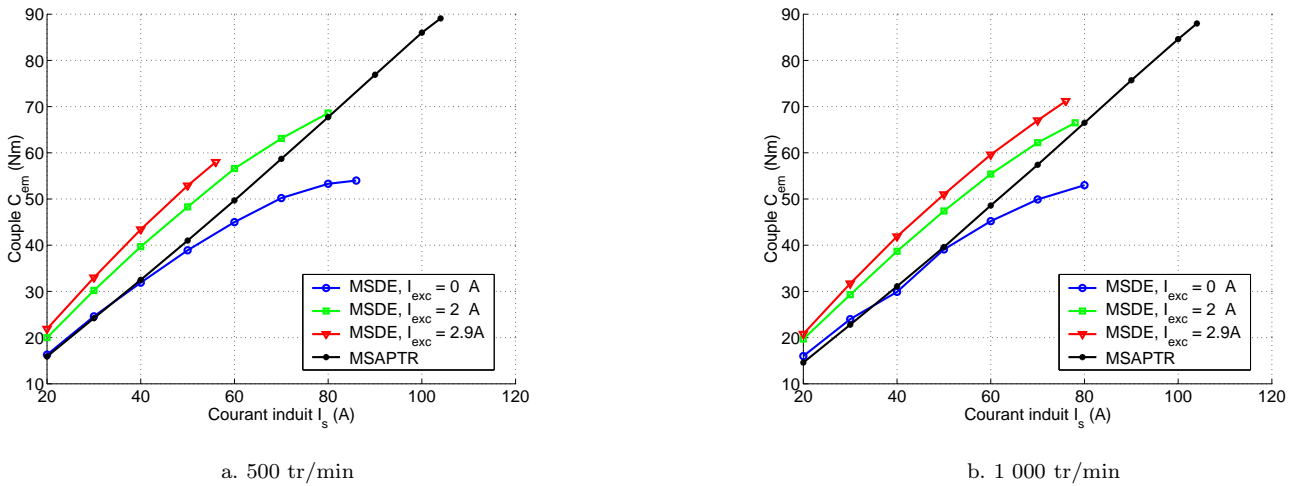 90
80
70
60
50
40
30
20
10
Couple C_em (Nm)
20 40 60 80 100 120
Courant induit I_s (A)
MSDE, I_exc = 0 A
MSDE, I_exc = 2 A
MSDE, I_exc = 2.9A
MSAPTR
a. 500 tr/min
90
80
70
60
50
40
30
20
10
Couple C_em (Nm)
20 40 60 80 100 120
Courant induit I_s (A)
MSDE, I_exc = 0 A
MSDE, I_exc = 2 A
MSDE, I_exc = 2.9A
MSAPTR
b. 1 000 tr/min